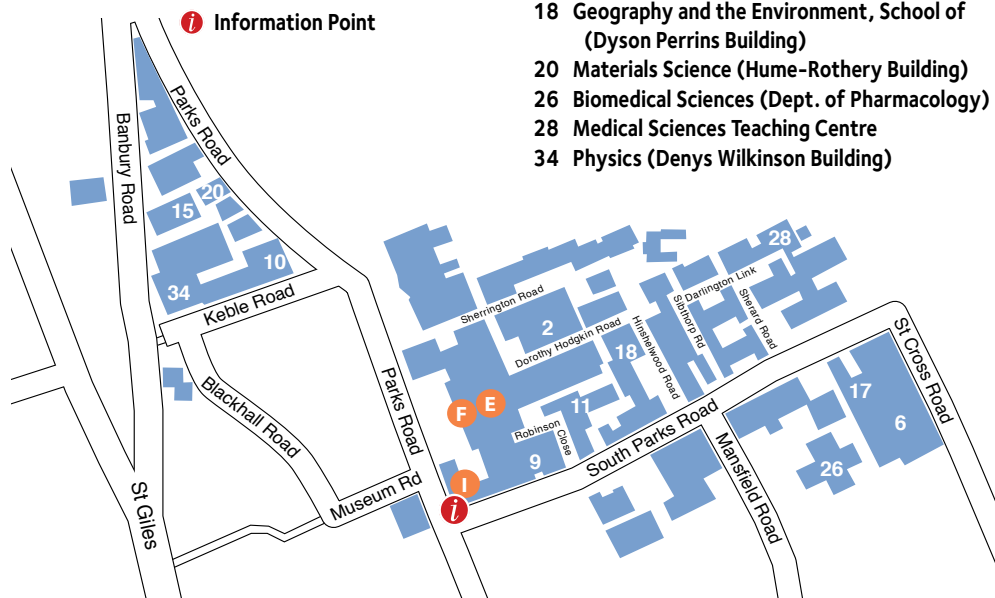 i Information Point
18 Geography and the Environment, School of
(Dyson Perrins Building)
20 Materials Science (Hume-Rothery Building)
26 Biomedical Sciences (Dept. of Pharmacology)
28 Medical Sciences Teaching Centre
34 Physics (Denys Wilkinson Building)
Parks Road
Banbury Road
20
15
10
34
Keble Road
28
Darlington Link
Sherrington Road
2
Dorothy Hodgkin Road
Hinshelwood Road
Sibthorp Rd
Sherard Road
18
St Cross Road
Parks Road
Blackhall Road
F
E
11
17
6
Robinson
Close
9
South Parks Road
Mansfield Road
26
I
i
Museum Rd
St Giles